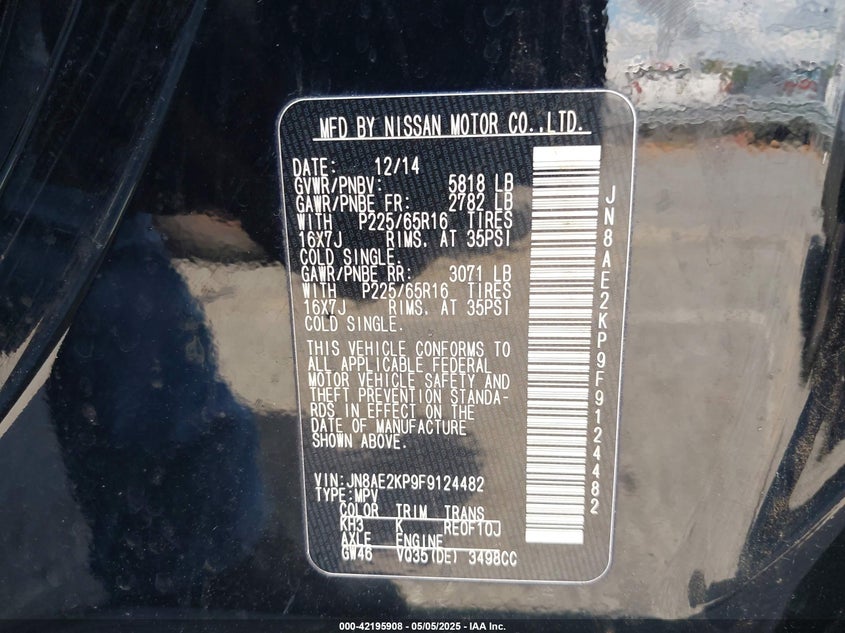 MFD BY NISSAN MOTOR CO.,LTD.
DATE: 12/14
GVWR/PNBV: 5818 LB
GAWR/PNBE FR: 2782 LB
WITH P225/65R16 TIRES
16X7J RIMS. AT 35PSI
COLD SINGLE.
GAWR/PNBE RR: 3071 LB
WITH P225/65R16 TIRES
16X7J RIMS. AT 35PSI
COLD SINGLE.
THIS VEHICLE CONFORMS TO
ALL APPLICABLE FEDERAL
MOTOR VEHICLE SAFETY AND
THEFT PREVENTION STANDA-
RDS IN EFFECT ON THE
DATE OF MANUFACTURE
SHOWN ABOVE.
VIN:JN8AE2KP9F9124482
TYPE:MPV
COLOR TRIM TRANS
KH3 K RE0F10J
AXLE ENGINE
GW46 VQ35(DE) 3498CC
JN8AE2KP9F9124482
000-42195908 - 05/05/2025 - IAA Inc.